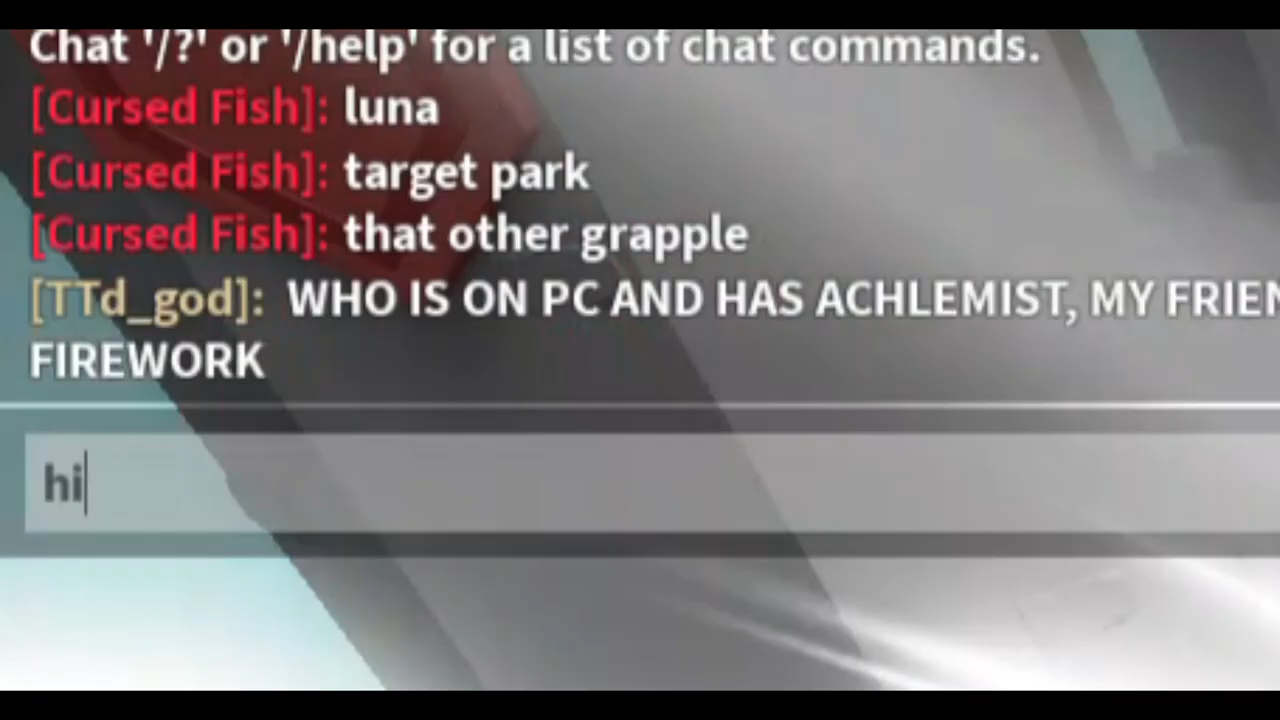 Chat '/?' or '/help' for a list of chat commands.
[Cursed Fish]: luna
[Cursed Fish]: target park
[Cursed Fish]: that other grapple
[TTd_god]: WHO IS ON PC AND HAS ACHLEMIST, MY
FIREWORK
hi